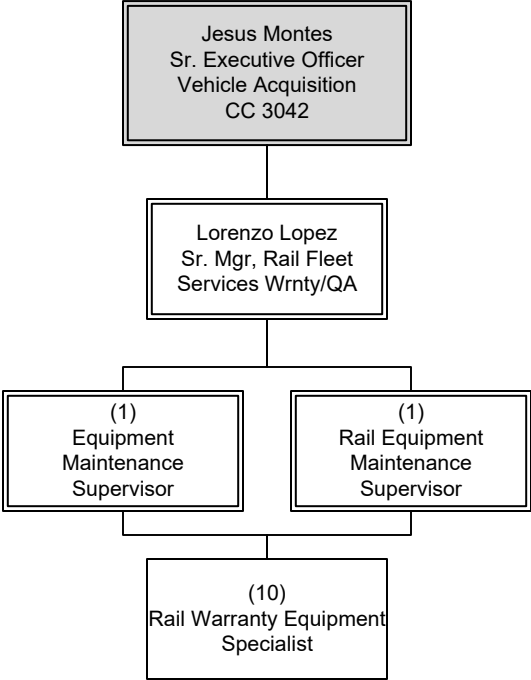 Jesus Montes
Sr. Executive Officer
Vehicle Acquisition
CC 3042
Lorenzo Lopez
Sr. Mgr, Rail Fleet
Services Wrnty/QA
(1)
Equipment
Maintenance
Supervisor
(1)
Rail Equipment
Maintenance
Supervisor
(10)
Rail Warranty Equipment
Specialist